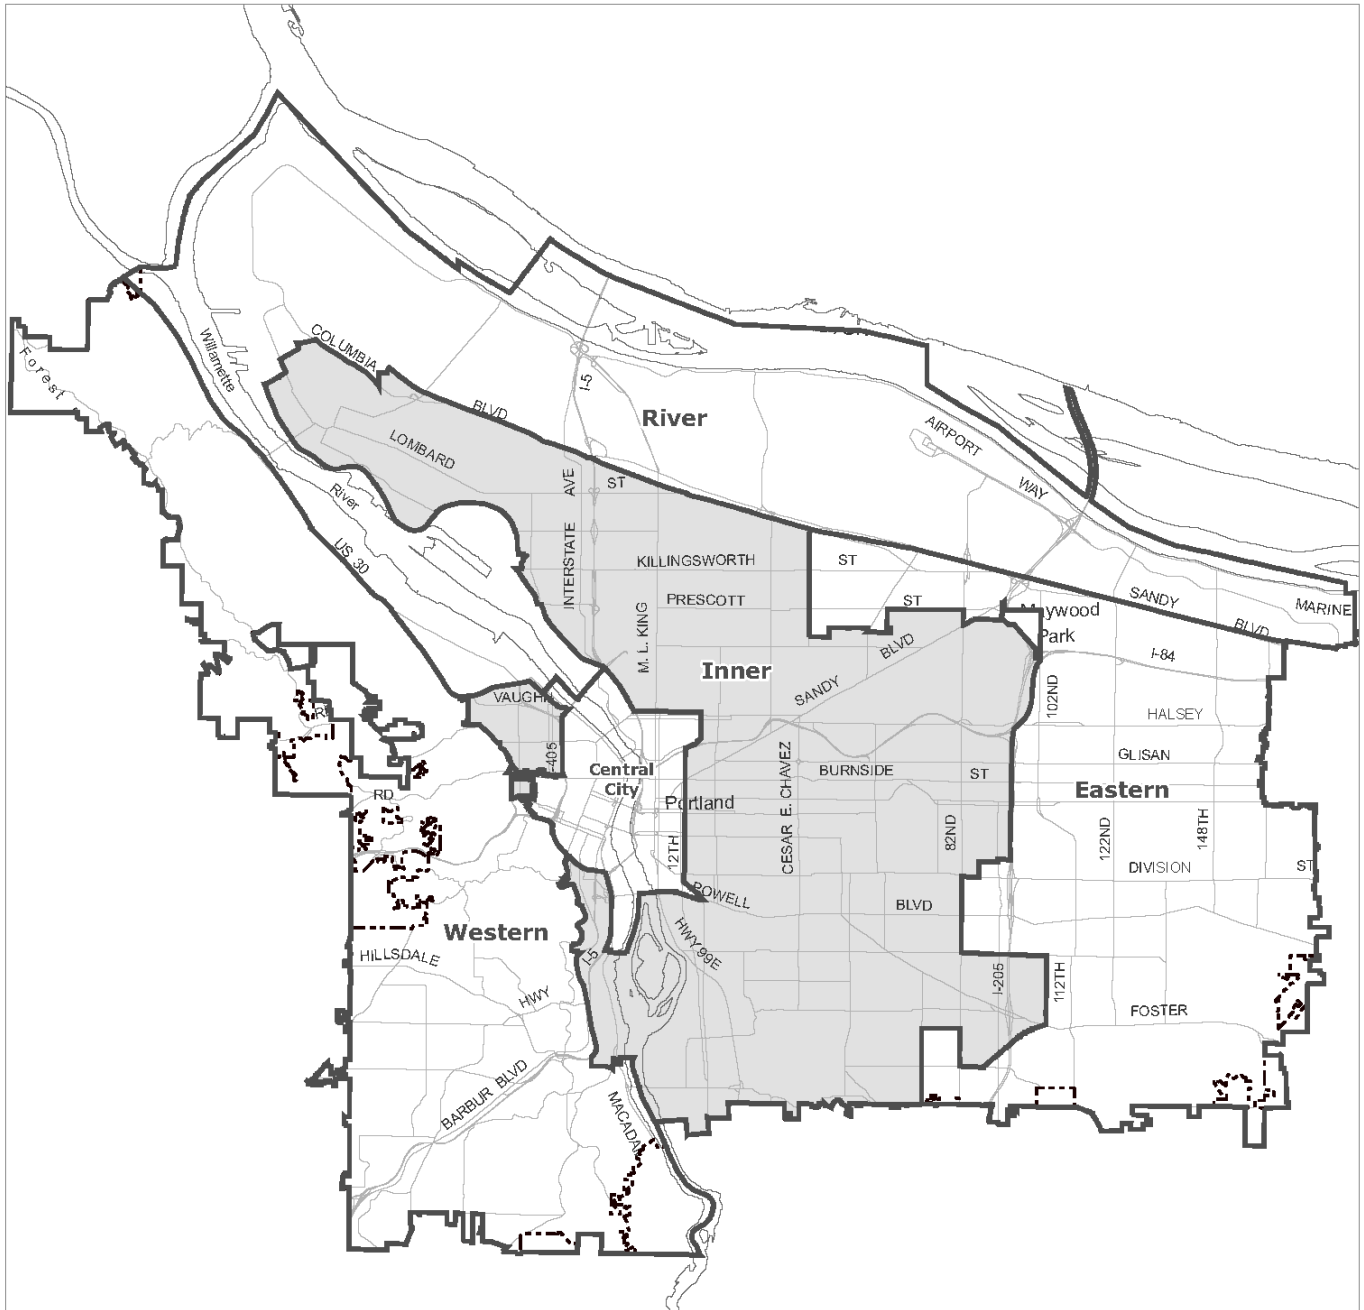 COLUMBIA
Willamette
Forest
I-5
BLVD
River
AIRPORT
LOMBARD
AVE
ST
WAY
River
INTERSTATE
US 30
KILLINGSWORTH
ST
PRESCOTT
ST
SANDY
MARINE
ywood
Park
BLVD
M. L. KING
BLVD
I-84
Inner
SANDY
VAUGHN
102ND
HALSEY
RD
I-405
GLISAN
Central
City
CESAR E. CHAVEZ
BURNSIDE
ST
Eastern
RD
Portland
12TH
82ND
122ND
148TH
DIVISION
ST
POWELL
BLVD
Western
HWY 99E
HILLSDALE
I-5
HWY
I-205
112TH
FOSTER
BARBUR BLVD